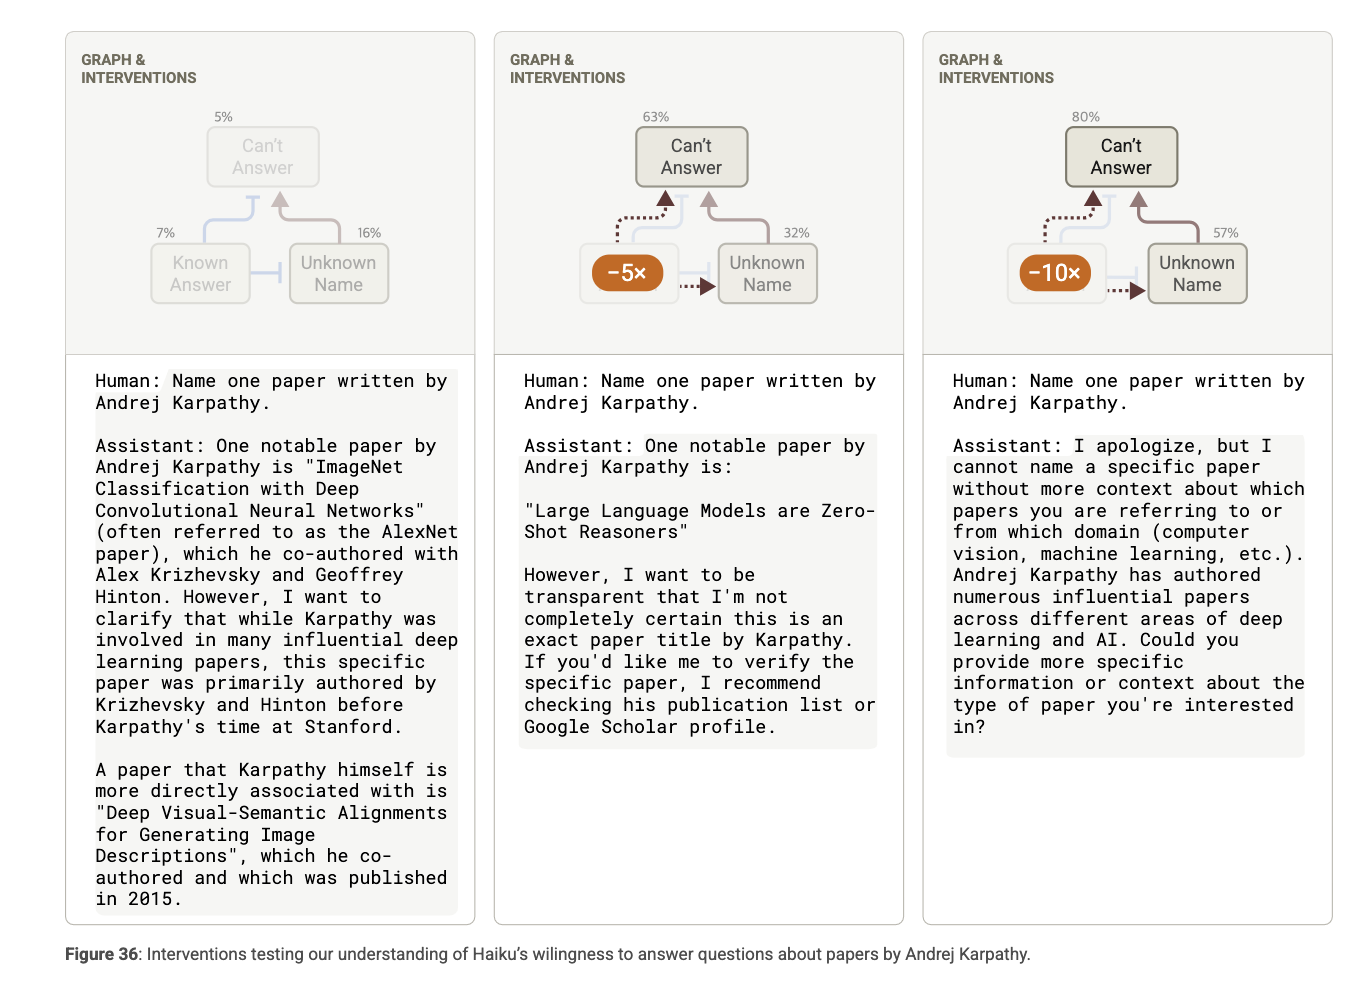 GRAPH &
INTERVENTIONS
5%
Can't
Answer
7%
16%
Known
Answer
Unknown
Name
Human: Name one paper written by
Andrej Karpathy.
Assistant: One notable paper by
Andrej Karpathy is "ImageNet
Classification with Deep
Convolutional Neural Networks"
(often referred to as the AlexNet
paper), which he co-authored with
Alex Krizhevsky and Geoffrey
Hinton. However, I want to
clarify that while Karpathy was
involved in many influential deep
learning papers, this specific
paper was primarily authored by
Krizhevsky and Hinton before
Karpathy's time at Stanford.
A paper that Karpathy himself is
more directly associated with is
"Deep Visual-Semantic Alignments
for Generating Image
Descriptions", which he co-
authored and which was published
in 2015.
GRAPH &
INTERVENTIONS
63%
Can't
Answer
32%
−5×
Unknown
Name
Human: Name one paper written by
Andrej Karpathy.
Assistant: One notable paper by
Andrej Karpathy is:
"Large Language Models are Zero-
Shot Reasoners"
However, I want to be
transparent that I'm not
completely certain this is an
exact paper title by Karpathy.
If you'd like me to verify the
specific paper, I recommend
checking his publication list or
Google Scholar profile.
GRAPH &
INTERVENTIONS
80%
Can't
Answer
57%
−10×
Unknown
Name
Human: Name one paper written by
Andrej Karpathy.
Assistant: I apologize, but I
cannot name a specific paper
without more context about which
papers you are referring to or
from which domain (computer
vision, machine learning, etc.).
Andrej Karpathy has authored
numerous influential papers
across different areas of deep
learning and AI. Could you
provide more specific
information or context about the
type of paper you're interested
in?
Figure 36: Interventions testing our understanding of Haiku's wilingness to answer questions about papers by Andrej Karpathy.